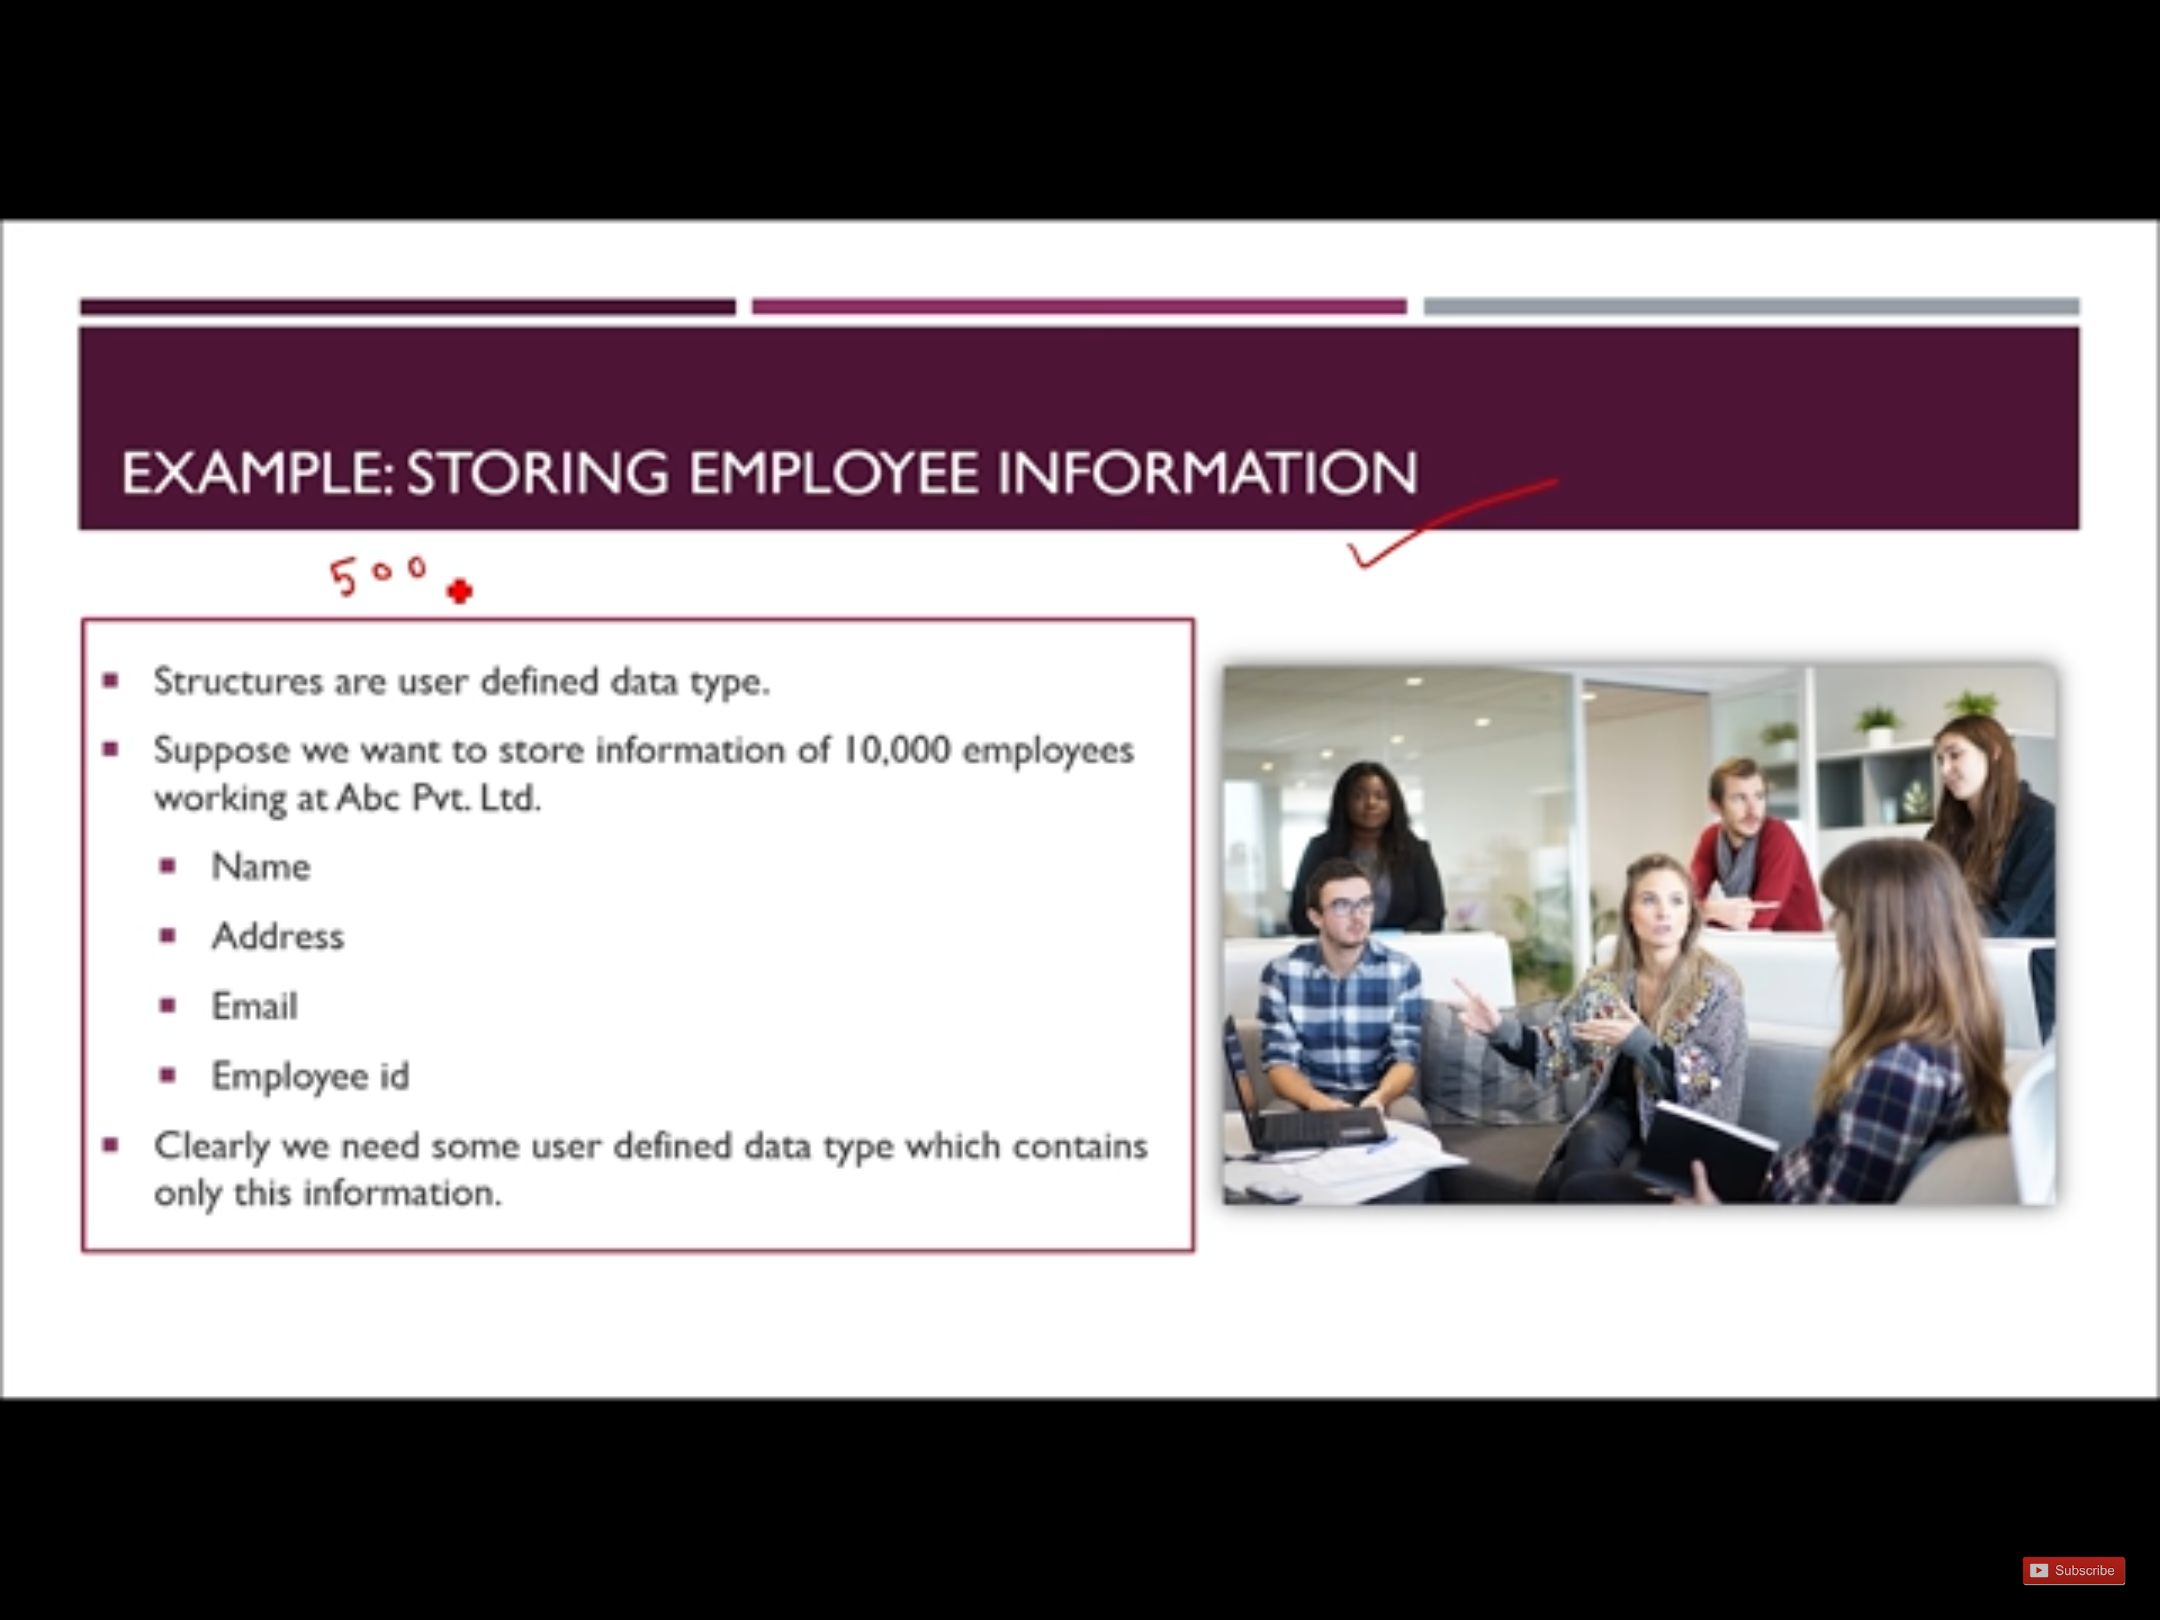 EXAMPLE: STORING EMPLOYEE INFORMATION
500
Structures are user defined data type.
Suppose we want to store information of 10,000 employees
working at Abc Pvt. Ltd.
Name
Address
Email
Employee id
Clearly we need some user defined data type which contains
only this information.
Subscribe